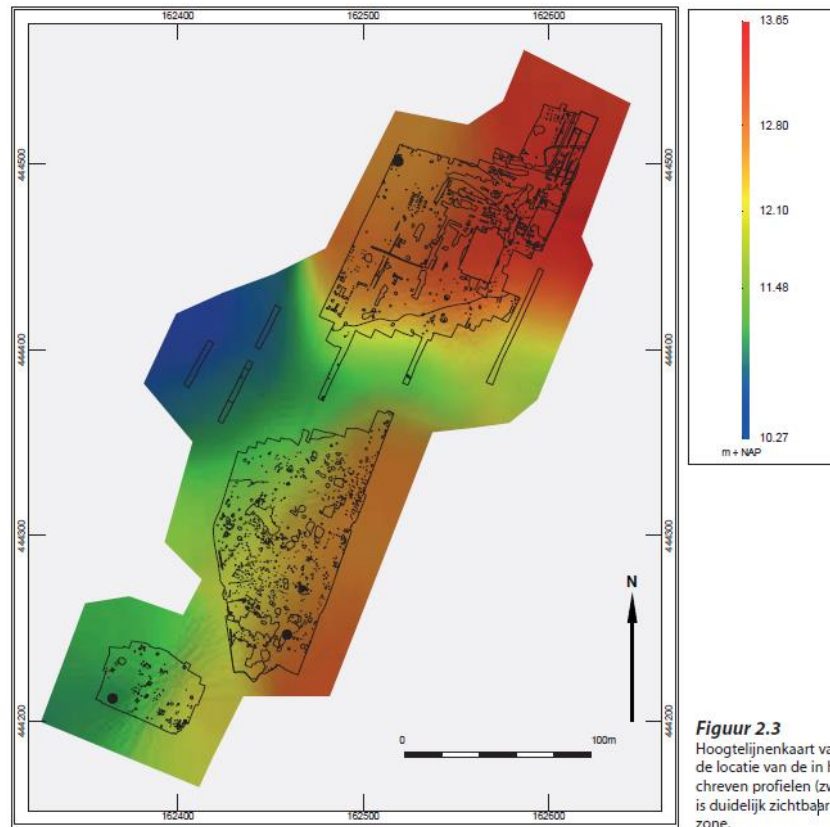 162400 162500 162600
444500 444500
444400 444400
444300 444300
444200 444200
N
0 100m
162400 162500 162600
13.65
12.80
12.10
11.48
10.27
m + NAP
Figuur 2.3
Hoogtelijnenkaart va
de locatie van de in h
chreven profielen (zw
is duidelijk zichtbaar
zone.